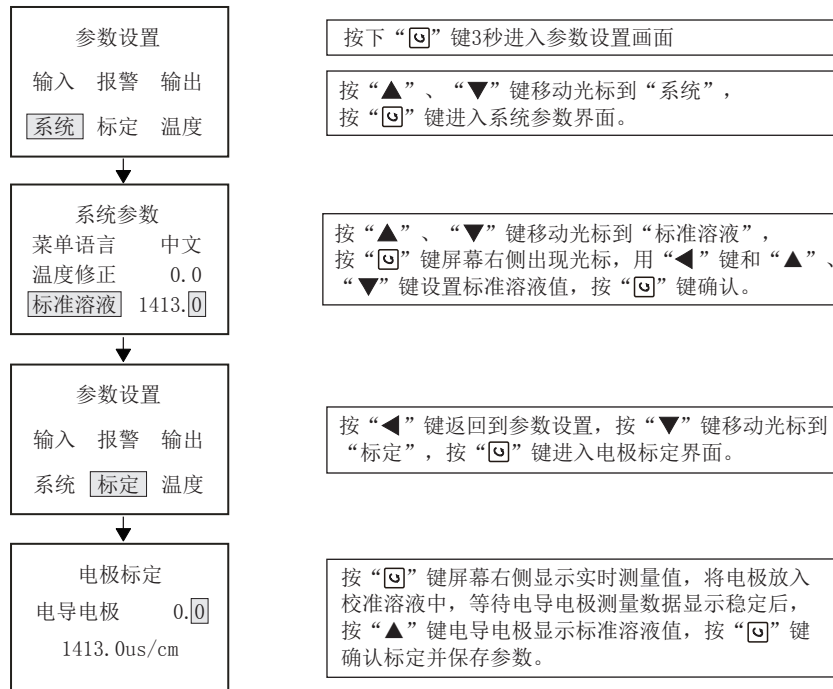 参数设置
输入 报警 输出
系统 标定 温度
按下“”键3秒进入参数设置画面
按“▲”、“▼”键移动光标到“系统”，
按“”键进入系统参数界面。
系统参数
菜单语言 中文
温度修正 0.0
标准溶液 1413.0
按“▲”、“▼”键移动光标到“标准溶液”，
按“”键屏幕右侧出现光标，用“◀”键和“▲”、
“▼”键设置标准溶液值，按“”键确认。
参数设置
输入 报警 输出
系统 标定 温度
按“◀”键返回到参数设置，按“▼”键移动光标到
“标定”，按“”键进入电极标定界面。
电极标定
电导电极 0.0
1413.0us/cm
按“”键屏幕右侧显示实时测量值，将电极放入
校准溶液中，等待电导电极测量数据显示稳定后，
按“▲”键电导电极显示标准溶液值，按“”键
确认标定并保存参数。